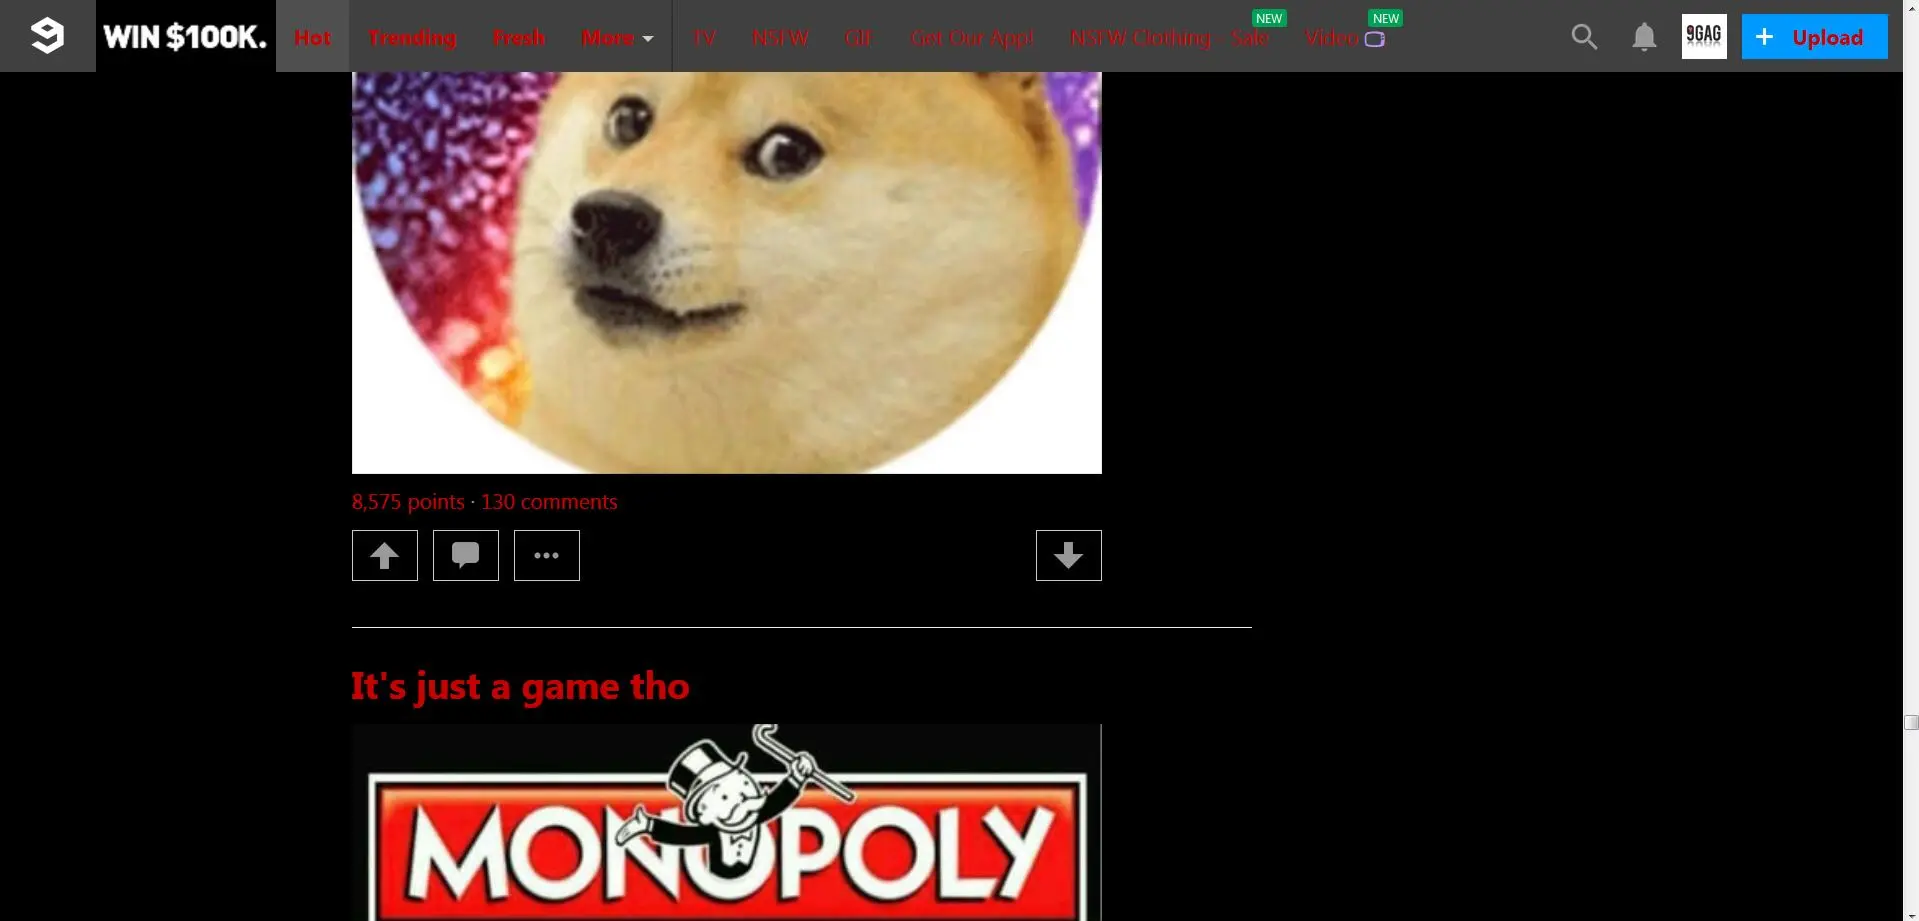 WIN $100K. Hot Trending Fresh More TV NSFW GIF Get Our App! NSFW Clothing - Sale NEW Video NEW 9GAG + Upload
8,575 points · 130 comments
It's just a game tho
MONOPOLY